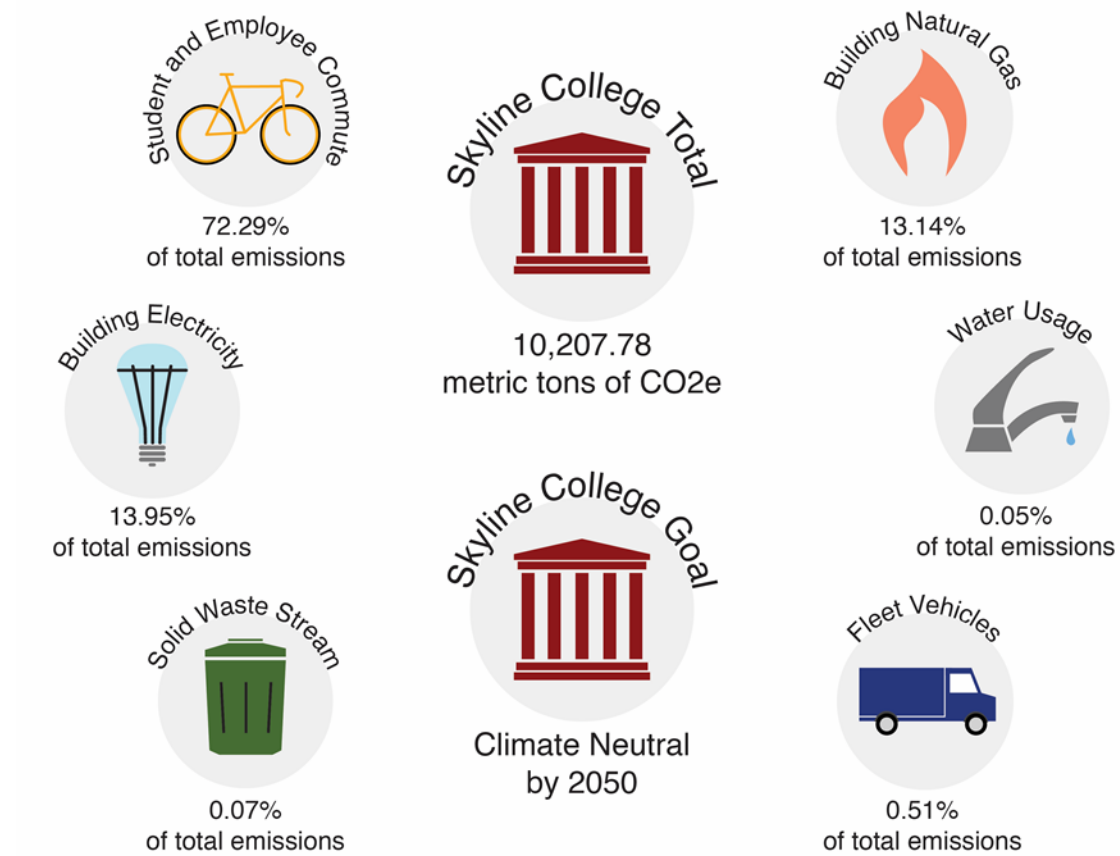 Student and Employee Commute
72.29%
of total emissions
Skyline College Total
10,207.78
metric tons of CO2e
Building Natural Gas
13.14%
of total emissions
Building Electricity
13.95%
of total emissions
Water Usage
0.05%
of total emissions
Skyline College Goal
Climate Neutral
by 2050
Solid Waste Stream
0.07%
of total emissions
Fleet Vehicles
0.51%
of total emissions